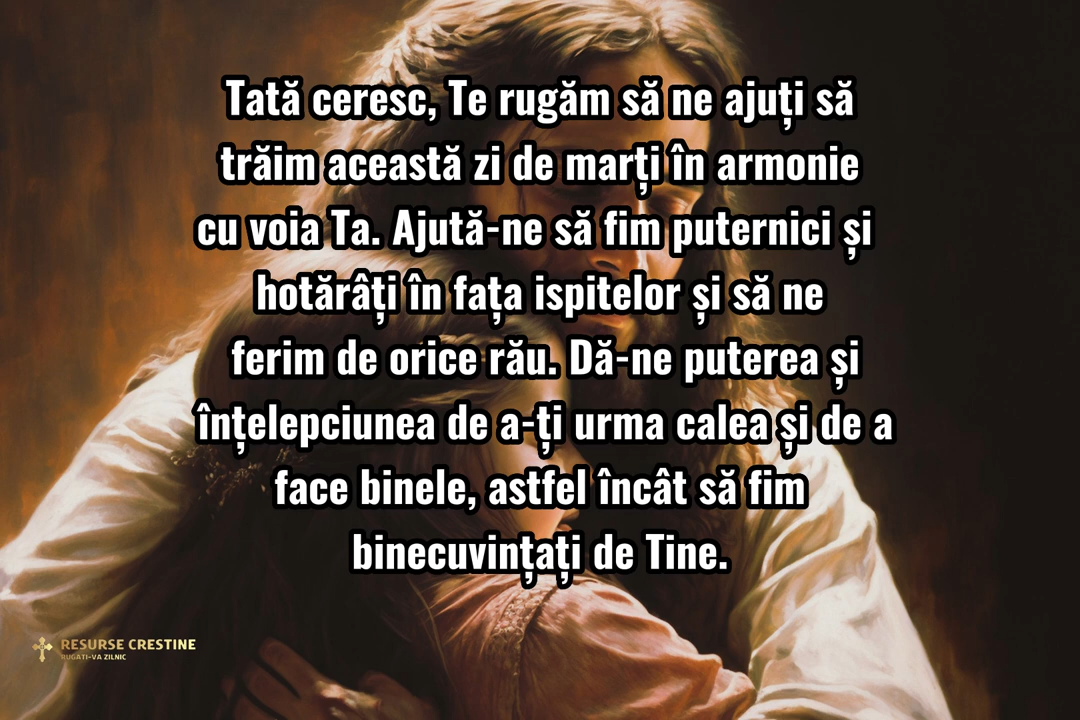 Tată ceresc, Te rugăm să ne ajuți să
trăim această zi de marți în armonie
cu voia Ta. Ajută-ne să fim puternici și
hotărâți în fața ispitelor și să ne
ferim de orice rău. Dă-ne puterea și
înțelepciunea de a-ți urma calea și de a
face binele, astfel încât să fim
binecuvințați de Tine.
RESURSE CRESTINE
RUGATI-VA ZILNIC